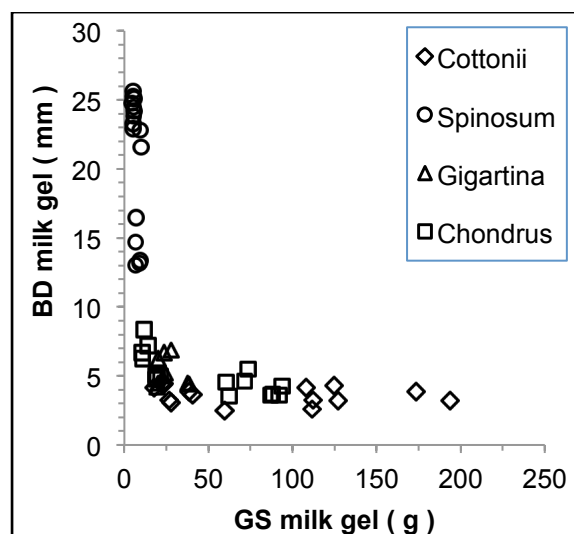 BD milk gel ( mm )
30
25
20
15
10
5
0
Cottonii
Spinosum
Gigartina
Chondrus
0 50 100 150 200 250
GS milk gel ( g )